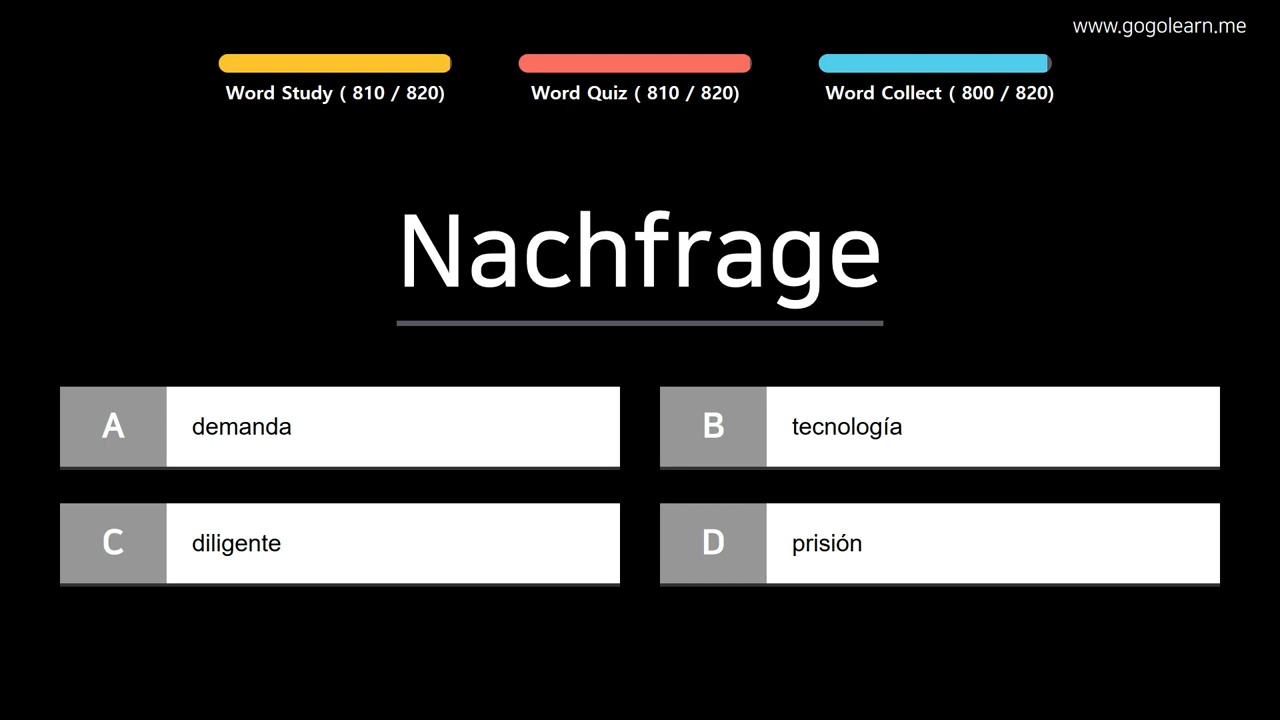 www.gogolearn.me
Word Study ( 810 / 820)
Word Quiz ( 810 / 820)
Word Collect ( 800 / 820)
Nachfrage
A
demanda
B
tecnología
C
diligente
D
prisión